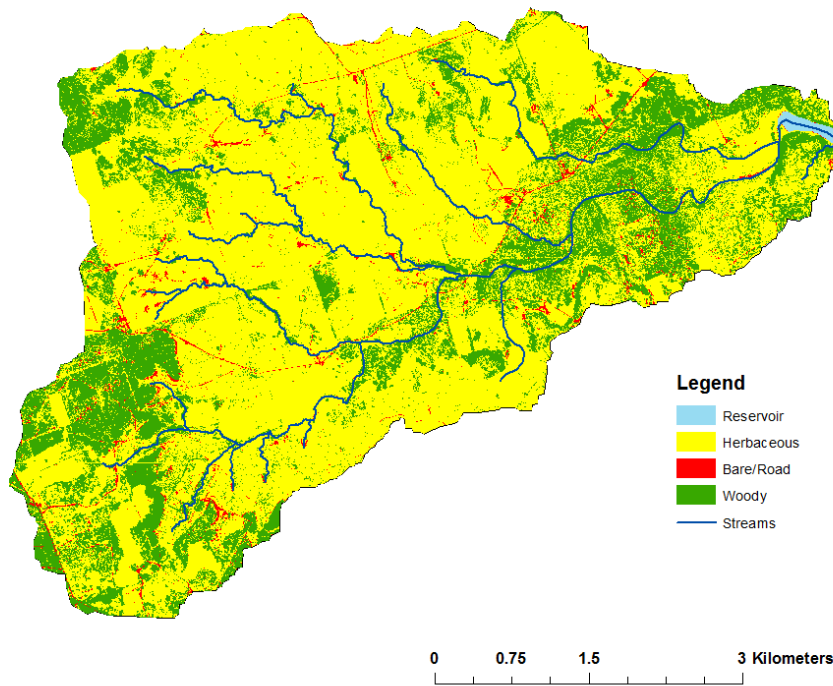 Legend
Reservoir
Herbaceous
Bare/Road
Woody
Streams
0 0.75 1.5 3 Kilometers